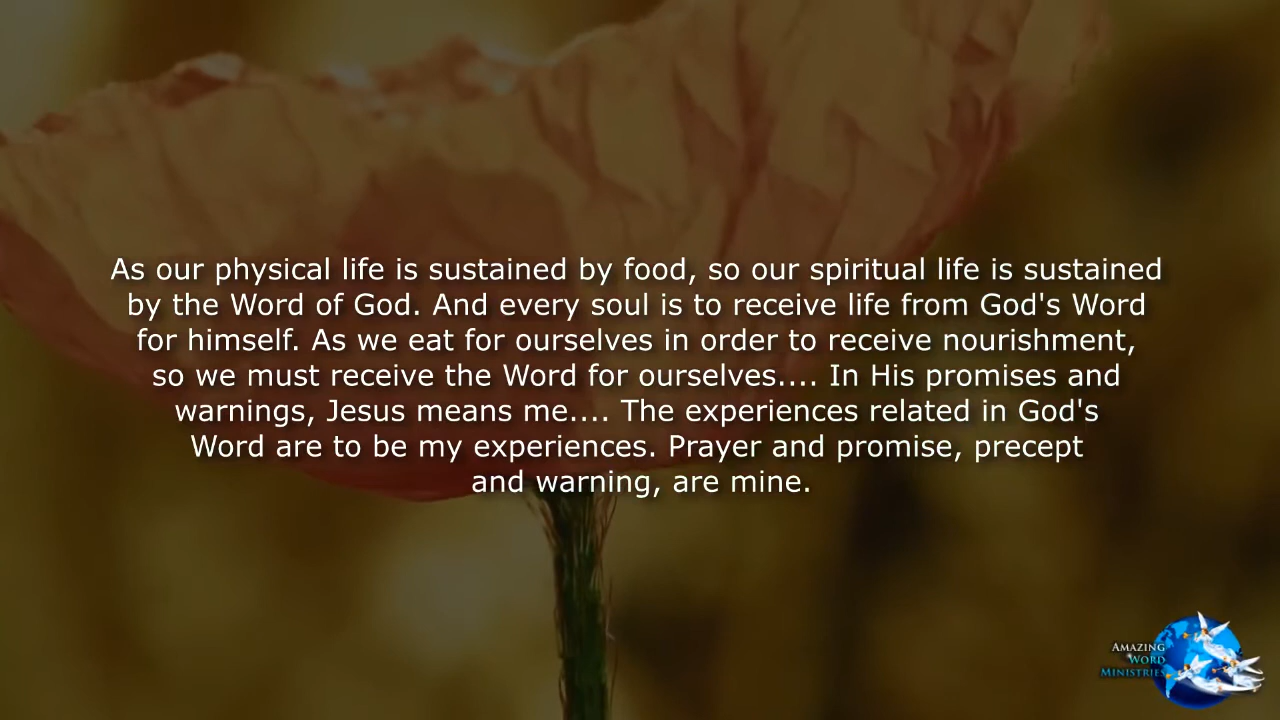 As our physical life is sustained by food, so our spiritual life is sustained
by the Word of God. And every soul is to receive life from God's Word
for himself. As we eat for ourselves in order to receive nourishment,
so we must receive the Word for ourselves.... In His promises and
warnings, Jesus means me.... The experiences related in God's
Word are to be my experiences. Prayer and promise, precept
and warning, are mine.
AMAZING
WORD
MINISTRIES